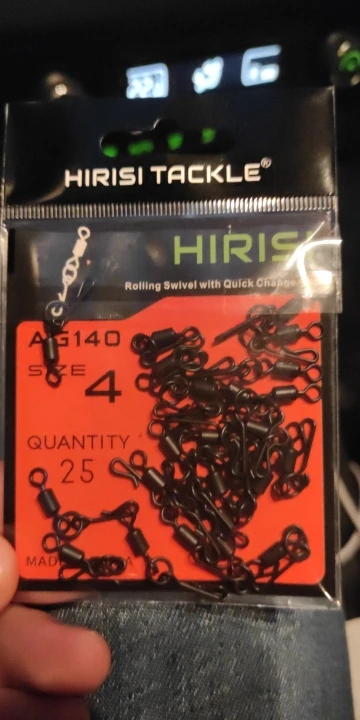 HIRISI TACKLE®
HIRISI
Rolling Swivel with Quick Change
AG140
SIZE
4
QUANTITY
25